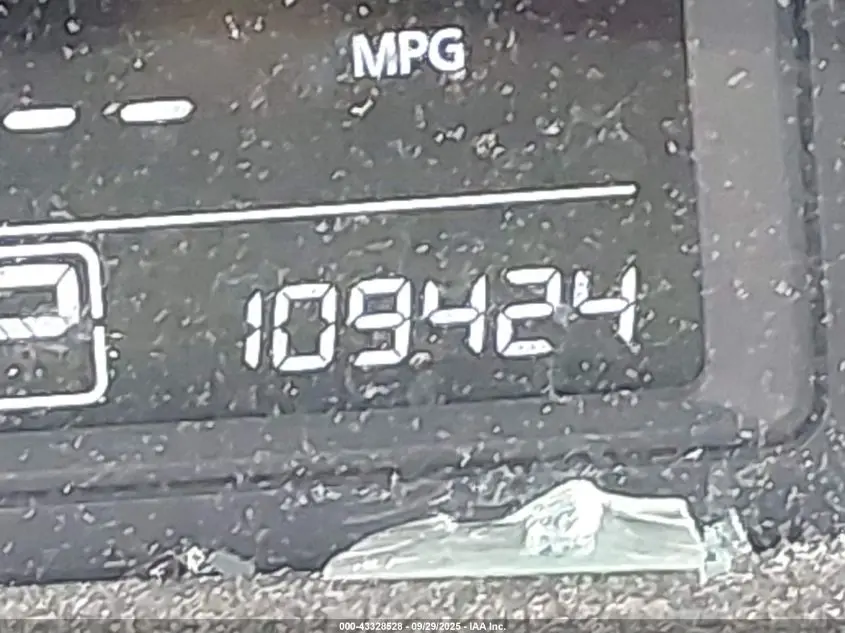 MPG
-- 
P 109424
000-43328528 - 09/29/2025 - IAA Inc.